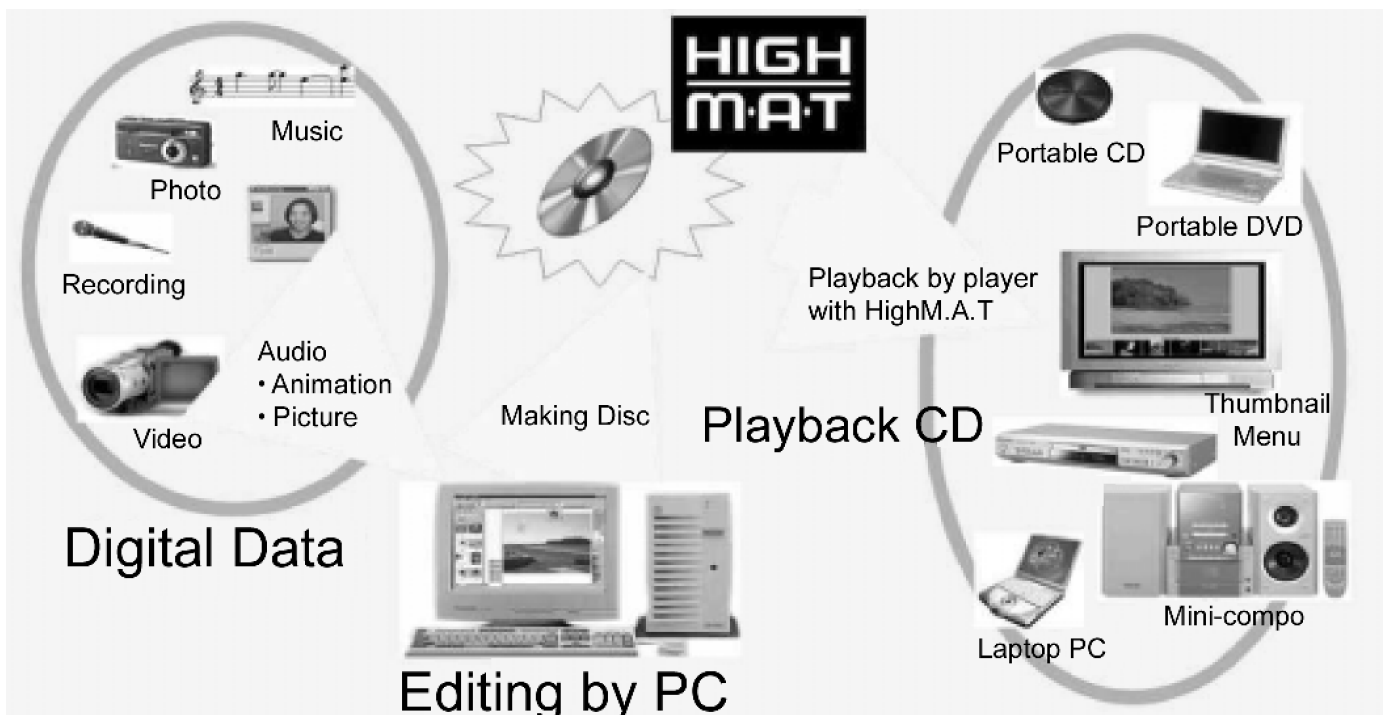 HIGH
M·A·T
Music
Photo
Recording
Audio
• Animation
• Picture
Video
Digital Data
Making Disc
Editing by PC
Playback by player
with HighM.A.T
Playback CD
Portable CD
Portable DVD
Thumbnail
Menu
Mini-compo
Laptop PC